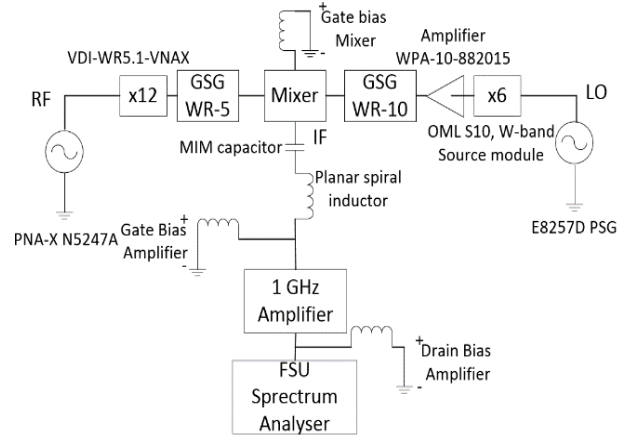 +
Gate bias
Mixer
-
Amplifier
WPA-10-882015
VDI-WR5.1-VNAX
RF
x12
GSG
WR-5
Mixer
GSG
WR-10
x6
LO
OML S10, W-band
Source module
MIM capacitor
IF
Planar spiral
inductor
E8257D PSG
PNA-X N5247A
Gate Bias
Amplifier
+
-
1 GHz
Amplifier
+
Drain Bias
Amplifier
-
FSU
Sprectrum
Analyser